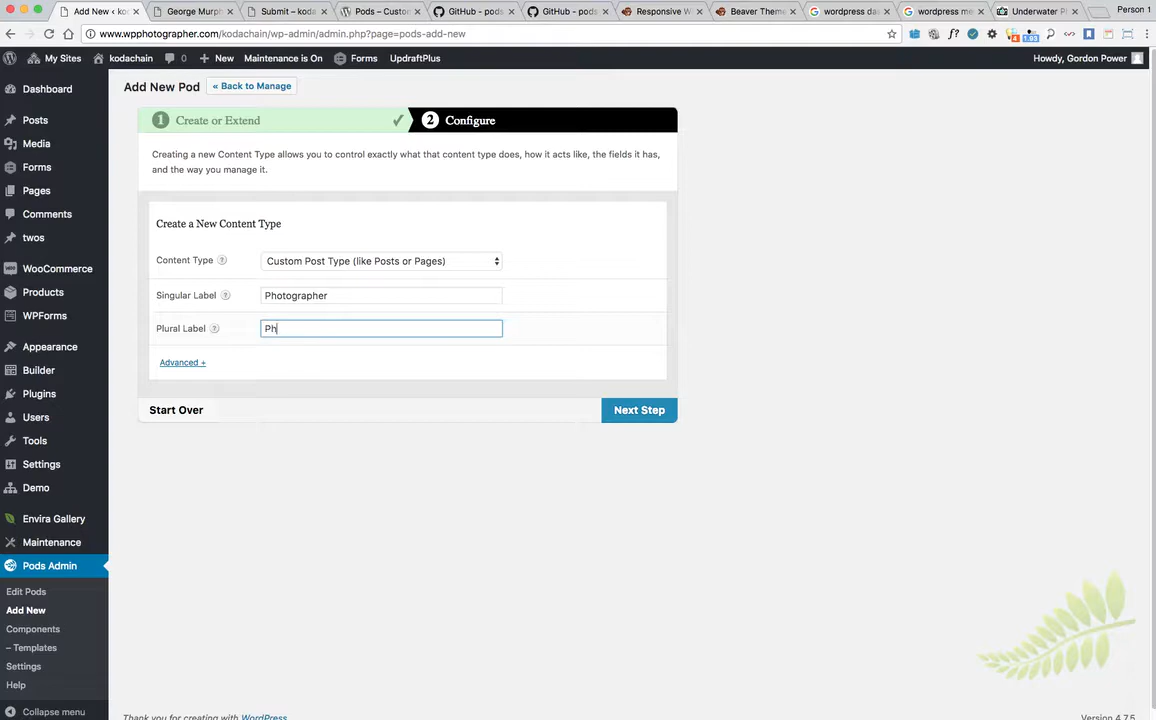 Add New ‹ ko
George Murph
Submit – koda
Pods – Custo
GitHub - pods
GitHub - pods
Responsive W
Beaver Theme
wordpress da
wordpress me
Underwater P
Person 1
www.wpphotographer.com/kodachain/wp-admin/admin.php?page=pods-add-new
My Sites
kodachain
0
New
Maintenance is On
Forms
UpdraftPlus
Howdy, Gordon Power
Dashboard
Posts
Media
Forms
Pages
Comments
twos
WooCommerce
Products
WPForms
Appearance
Builder
Plugins
Users
Tools
Settings
Demo
Envira Gallery
Maintenance
Pods Admin
Edit Pods
Add New
Components
– Templates
Settings
Help
Collapse menu
Add New Pod
« Back to Manage
1 Create or Extend
2 Configure
Creating a new Content Type allows you to control exactly what that content type does, how it acts like, the fields it has,
and the way you manage it.
Create a New Content Type
Content Type ?
Custom Post Type (like Posts or Pages)
Singular Label ?
Photographer
Plural Label ?
Ph
Advanced +
Start Over
Next Step
Thank you for creating with WordPress
Version 4.7.5